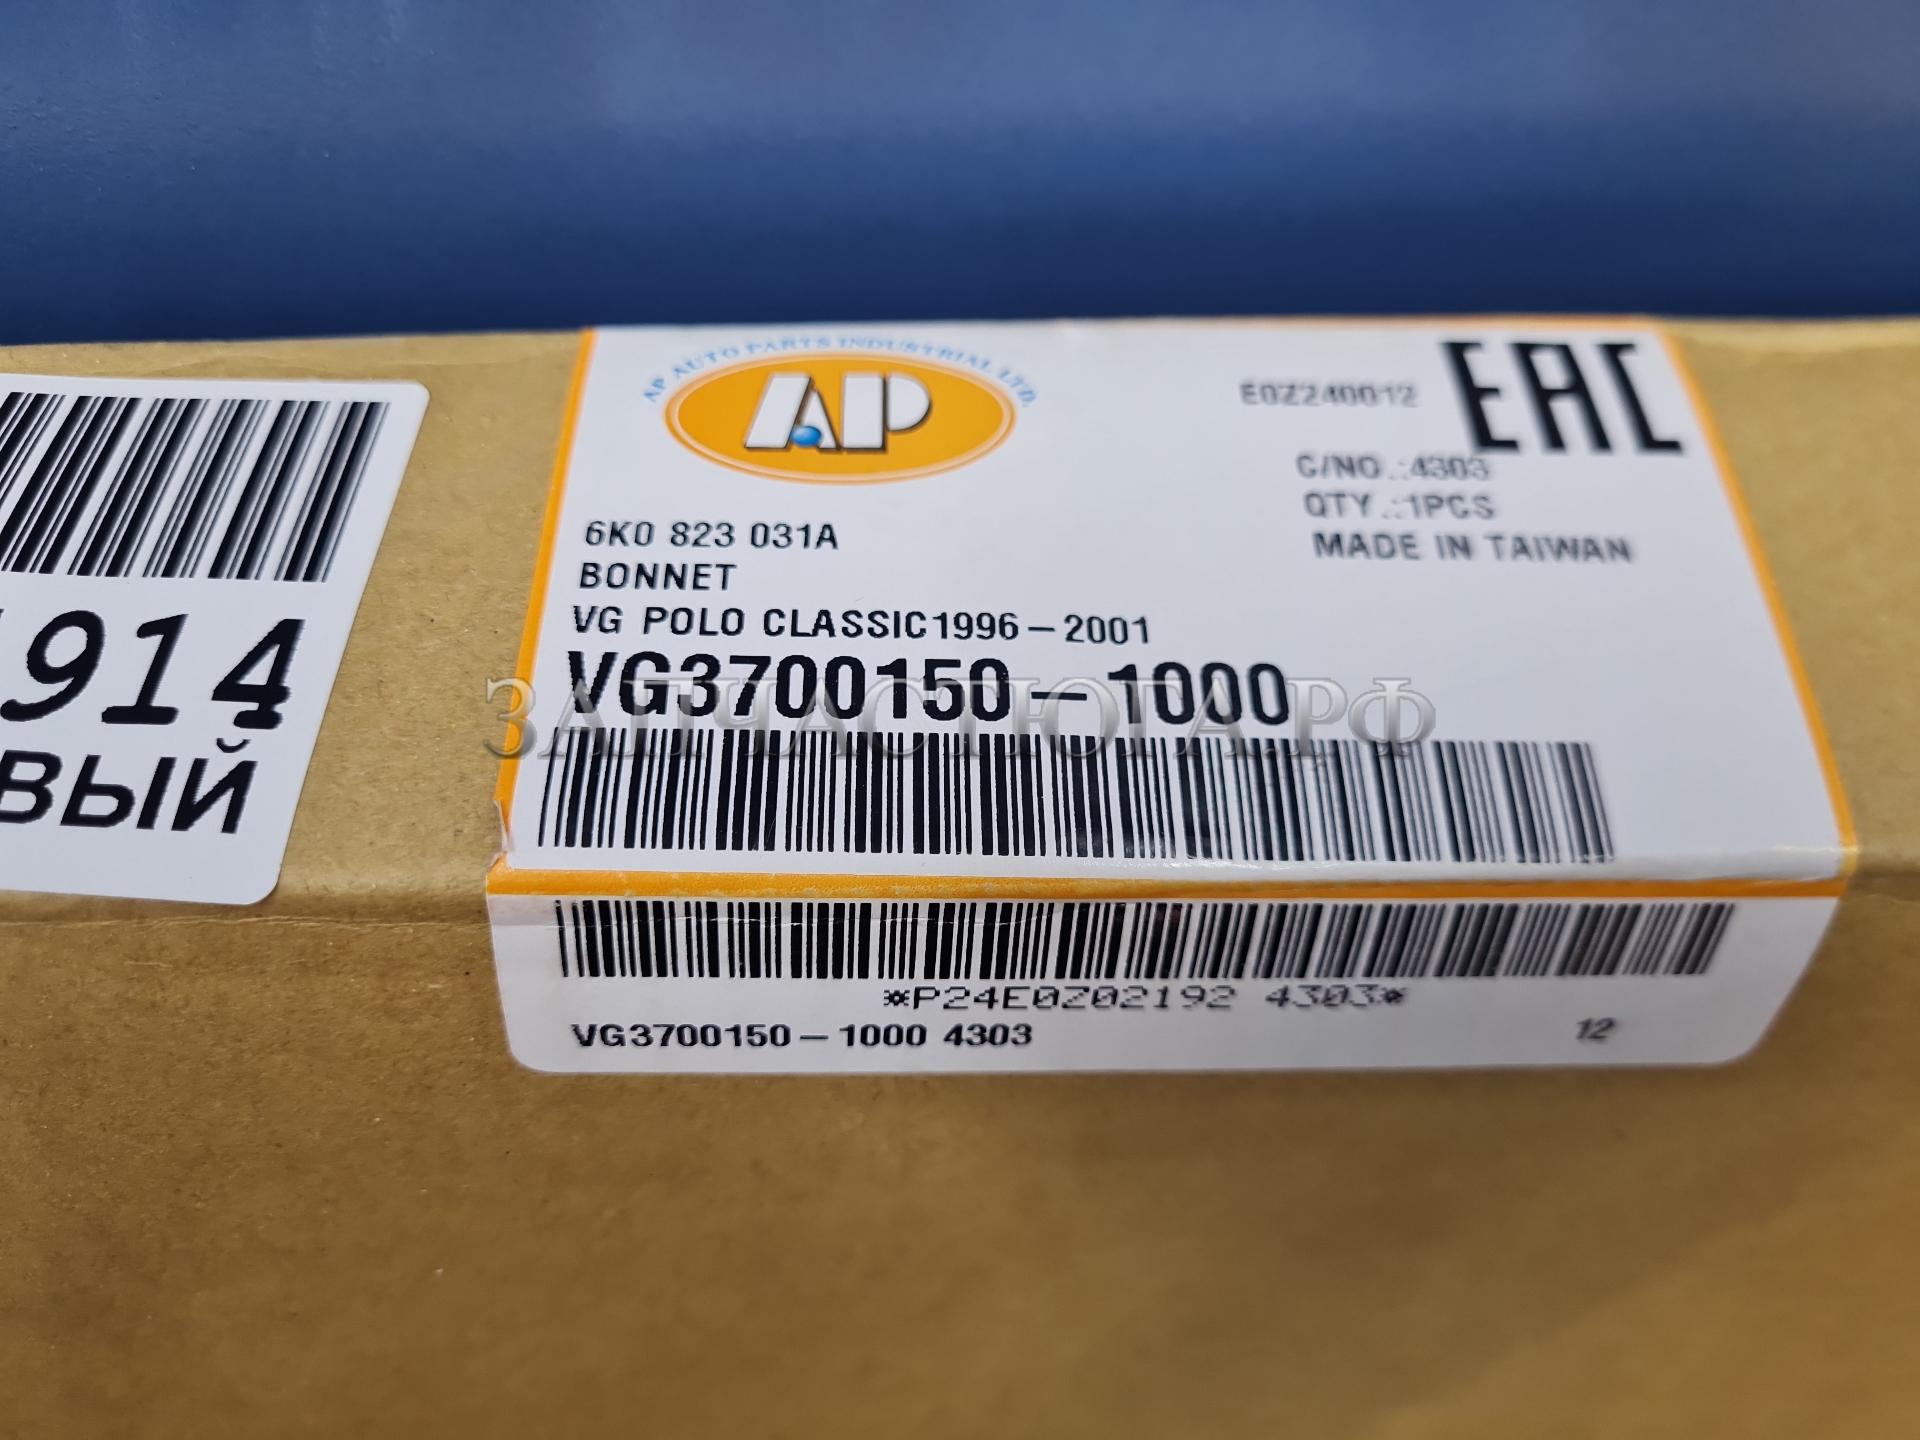 914
ВЫЙ
AP AUTO PARTS INDUSTRIAL LTD.
AP
E0Z240012
EAC
C/NO.:4303
QTY.:1PCS
MADE IN TAIWAN
6K0 823 031A
BONNET
VG POLO CLASSIC1996-2001
VG3700150-1000
ЗАПЧАСТЮГА.РФ
*P24E0Z02192 4303*
VG3700150-1000 4303
12